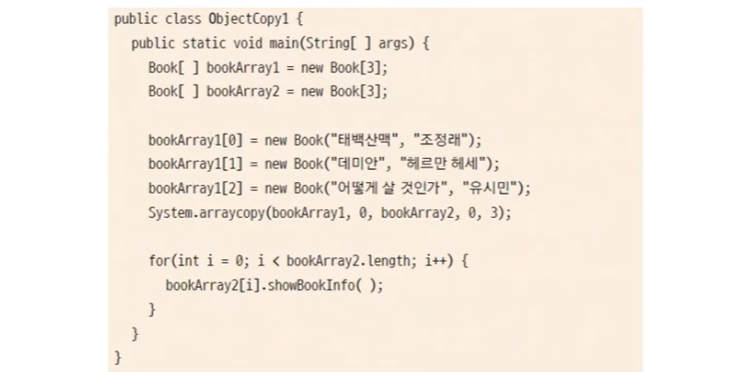 public class ObjectCopy1 {
public static void main(String[ ] args) {
Book[ ] bookArray1 = new Book[3];
Book[ ] bookArray2 = new Book[3];
bookArray1[0] = new Book("태백산맥", "조정래");
bookArray1[1] = new Book("데미안", "헤르만 헤세");
bookArray1[2] = new Book("어떻게 살 것인가", "유시민");
System.arraycopy(bookArray1, 0, bookArray2, 0, 3);
for(int i = 0; i < bookArray2.length; i++) {
bookArray2[i].showBookInfo( );
}
}
}